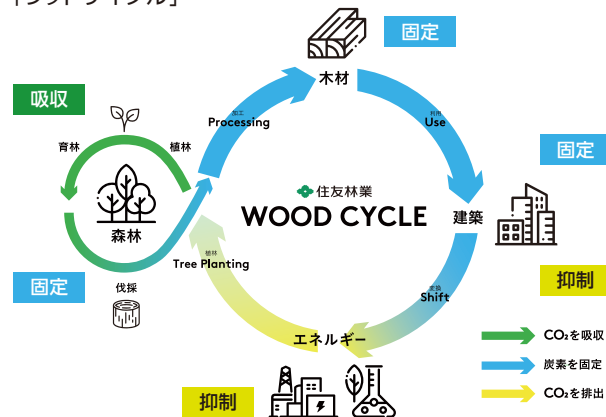 「ウッドサイクル」
固定
木材
吸収
加工
Processing
利用
Use
育林
植林
固定
住友林業
WOOD CYCLE
建築
森林
植林
Tree Planting
抑制
固定
伐採
変換
Shift
エネルギー
CO₂を吸収
炭素を固定
CO₂を排出
抑制